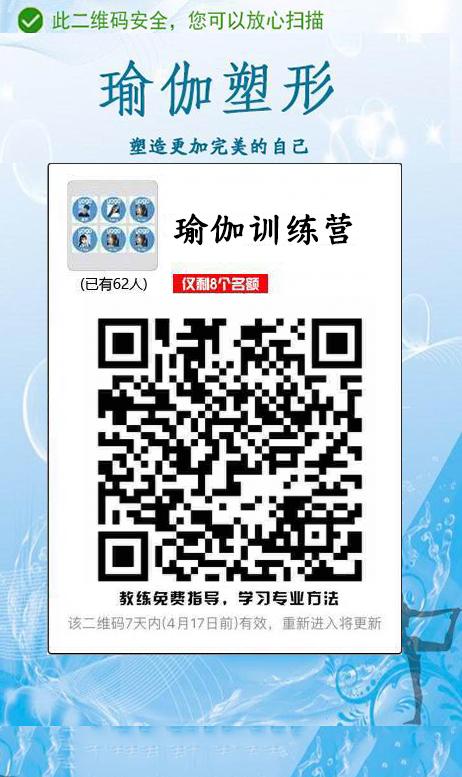 此二维码安全，您可以放心扫描
瑜伽塑形
塑造更加完美的自己
瑜伽训练营
(已有62人)
仅剩8个名额
教练免费指导，学习专业方法
该二维码7天内(4月17日前)有效，重新进入将更新